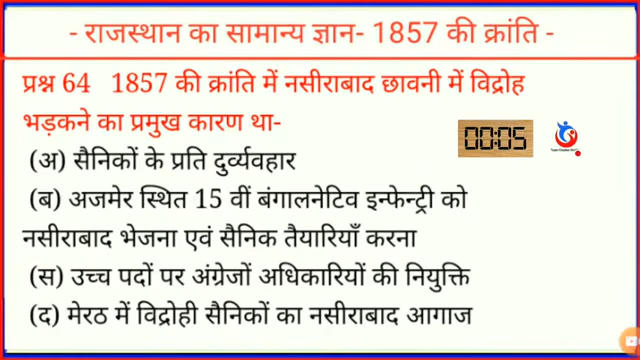 - राजस्थान का सामान्य ज्ञान- 1857 की क्रांति -
प्रश्न 64 1857 की क्रांति में नसीराबाद छावनी में विद्रोह
भड़कने का प्रमुख कारण था-
00:05
(अ) सैनिकों के प्रति दुर्व्यवहार
(ब) अजमेर स्थित 15 वीं बंगालनेटिव इन्फेन्ट्री को
नसीराबाद भेजना एवं सैनिक तैयारियाँ करना
(स) उच्च पदों पर अंग्रेजों अधिकारियों की नियुक्ति
(द) मेरठ में विद्रोही सैनिकों का नसीराबाद आगाज